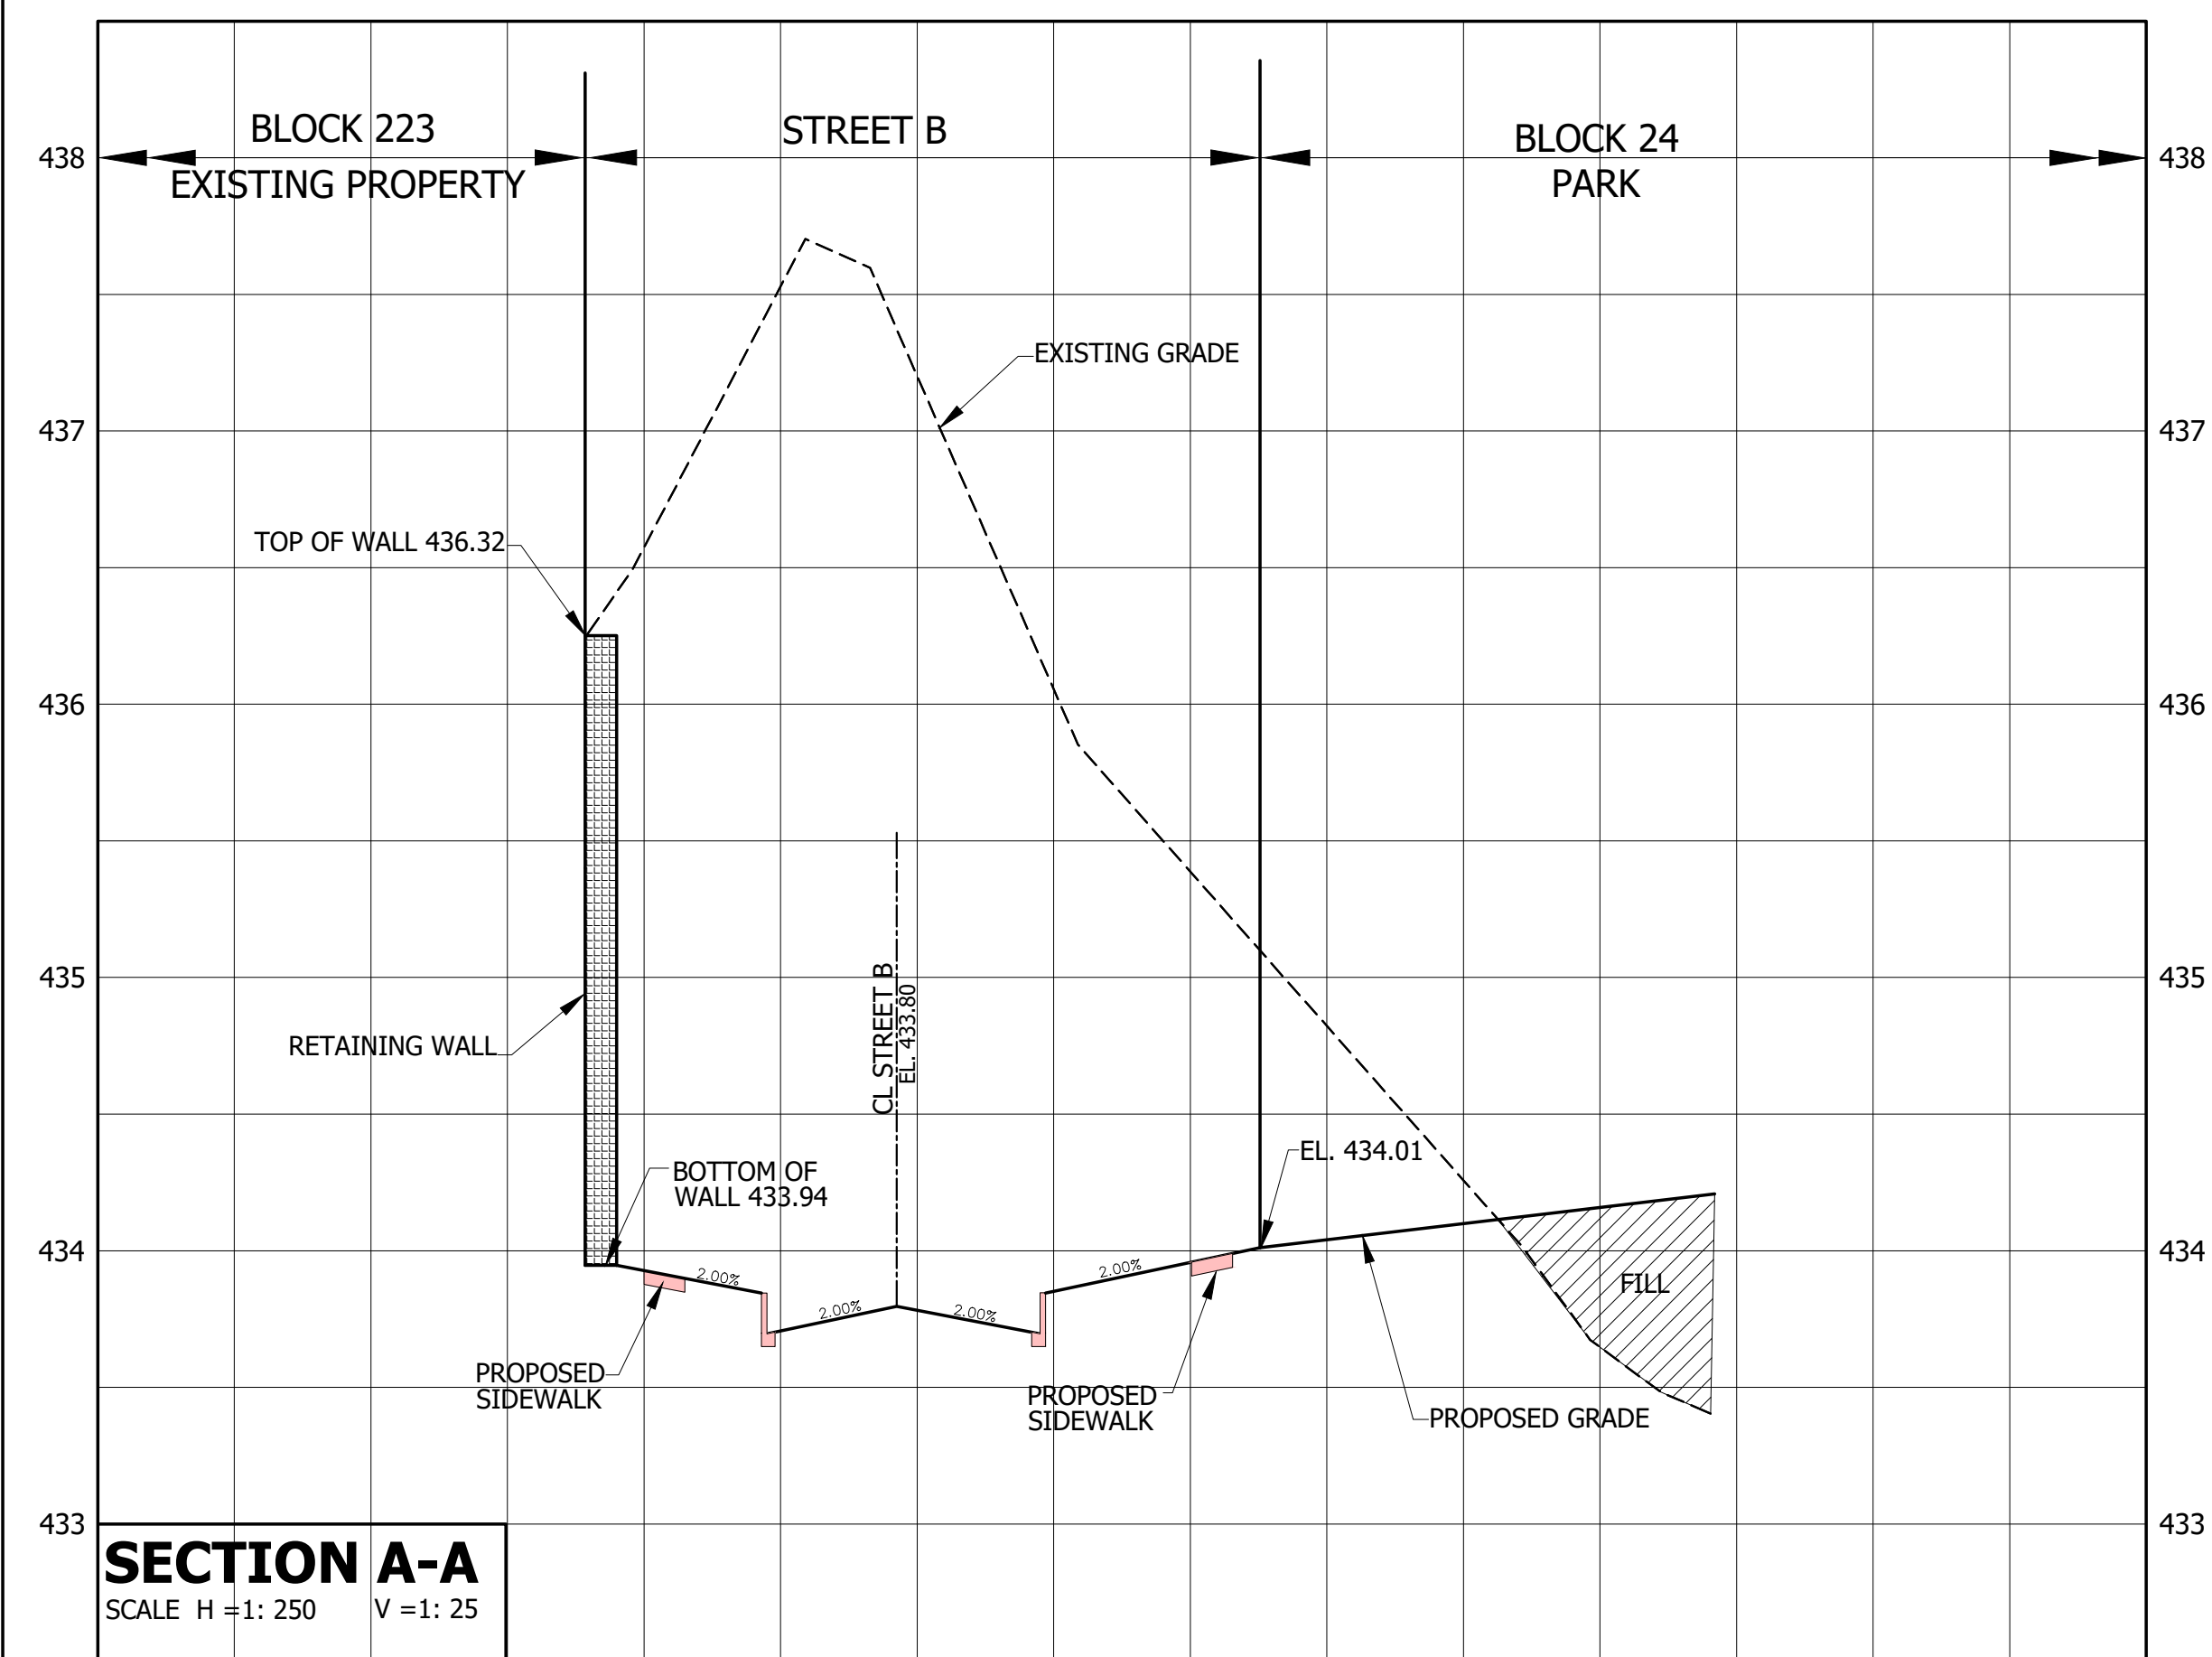 BLOCK 223
EXISTING PROPERTY
STREET B
BLOCK 24
PARK
438
438
EXISTING GRADE
437
437
TOP OF WALL 436.32
436
436
435
435
RETAINING WALL
CL STREET B
EL. 433.80
BOTTOM OF
WALL 433.94
EL. 434.01
434
434
2.00%
2.00%
2.00%
2.00%
FILL
PROPOSED
SIDEWALK
PROPOSED
SIDEWALK
PROPOSED GRADE
433
433
SECTION A-A
SCALE H =1: 250 V =1: 25